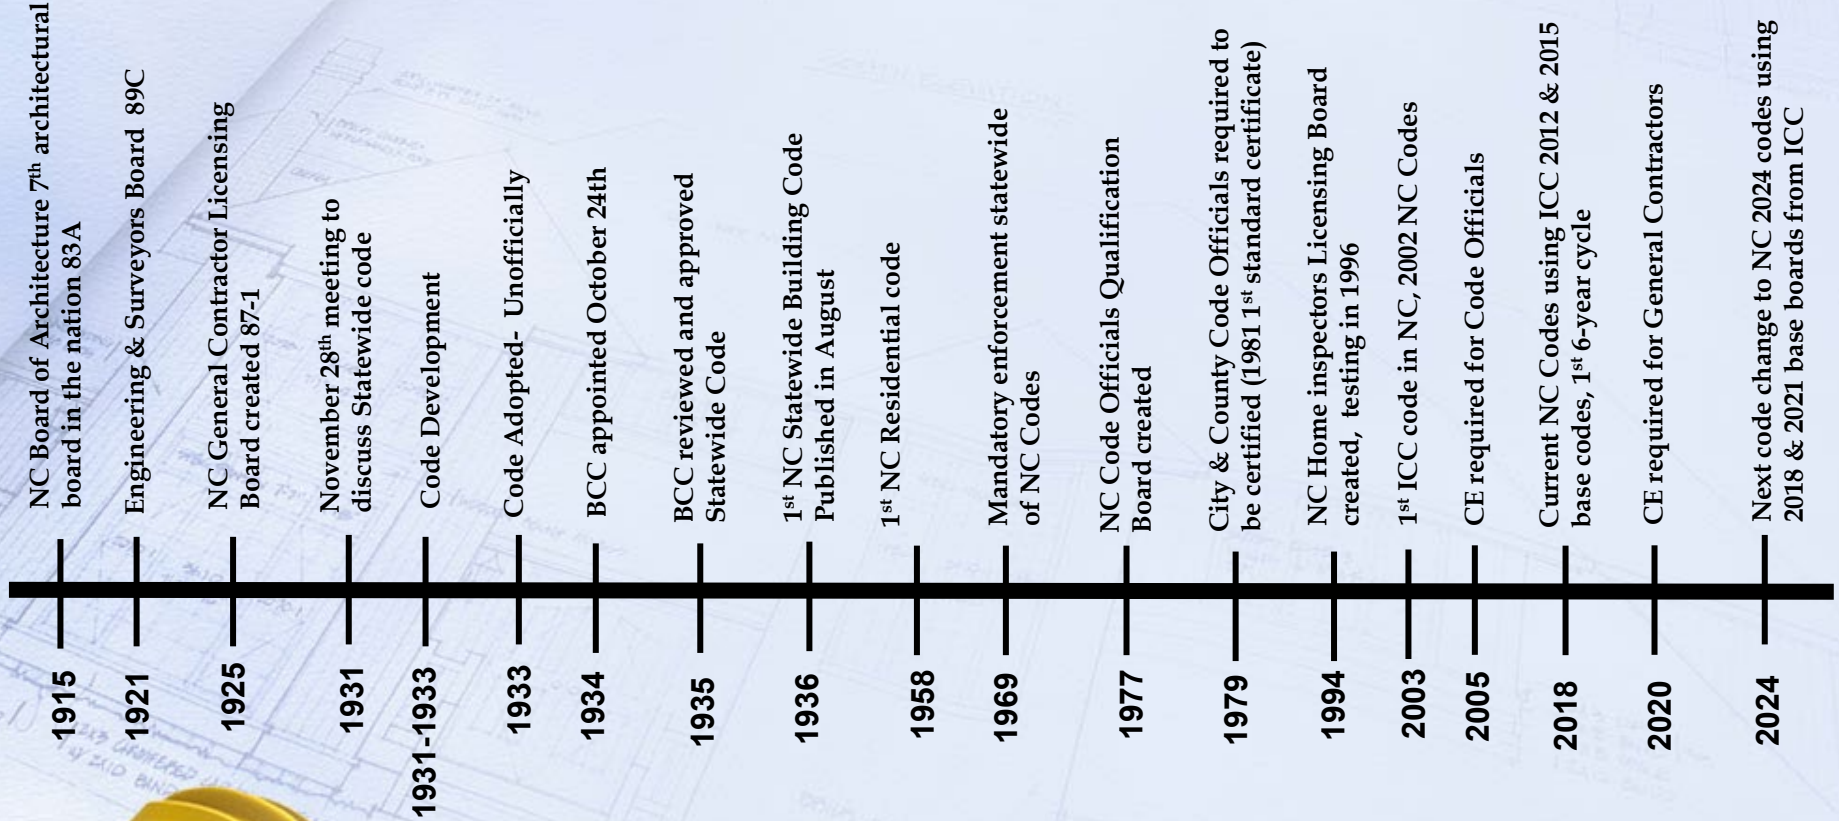 1915
NC Board of Architecture 7th architectural
board in the nation 83A
1921
Engineering & Surveyors Board 89C
1925
NC General Contractor Licensing
Board created 87-1
1931
November 28th meeting to
discuss Statewide code
1931-1933
Code Development
1933
Code Adopted- Unofficially
1934
BCC appointed October 24th
1935
BCC reviewed and approved
Statewide Code
1936
1st NC Statewide Building Code
Published in August
1958
1st NC Residential code
1969
Mandatory enforcement statewide
of NC Codes
1977
NC Code Officials Qualification
Board created
1979
City & County Code Officials required to
be certified (1981 1st standard certificate)
1994
NC Home inspectors Licensing Board
created, testing in 1996
2003
1st ICC code in NC, 2002 NC Codes
2005
CE required for Code Officials
2018
Current NC Codes using ICC 2012 & 2015
base codes, 1st 6-year cycle
2020
CE required for General Contractors
2024
Next code change to NC 2024 codes using
2018 & 2021 base boards from ICC